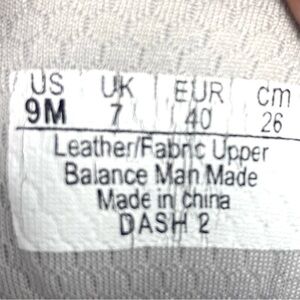 US UK EUR cm
9M 7 40 26
Leather/Fabric Upper
Balance Man Made
Made in china
DASH 2